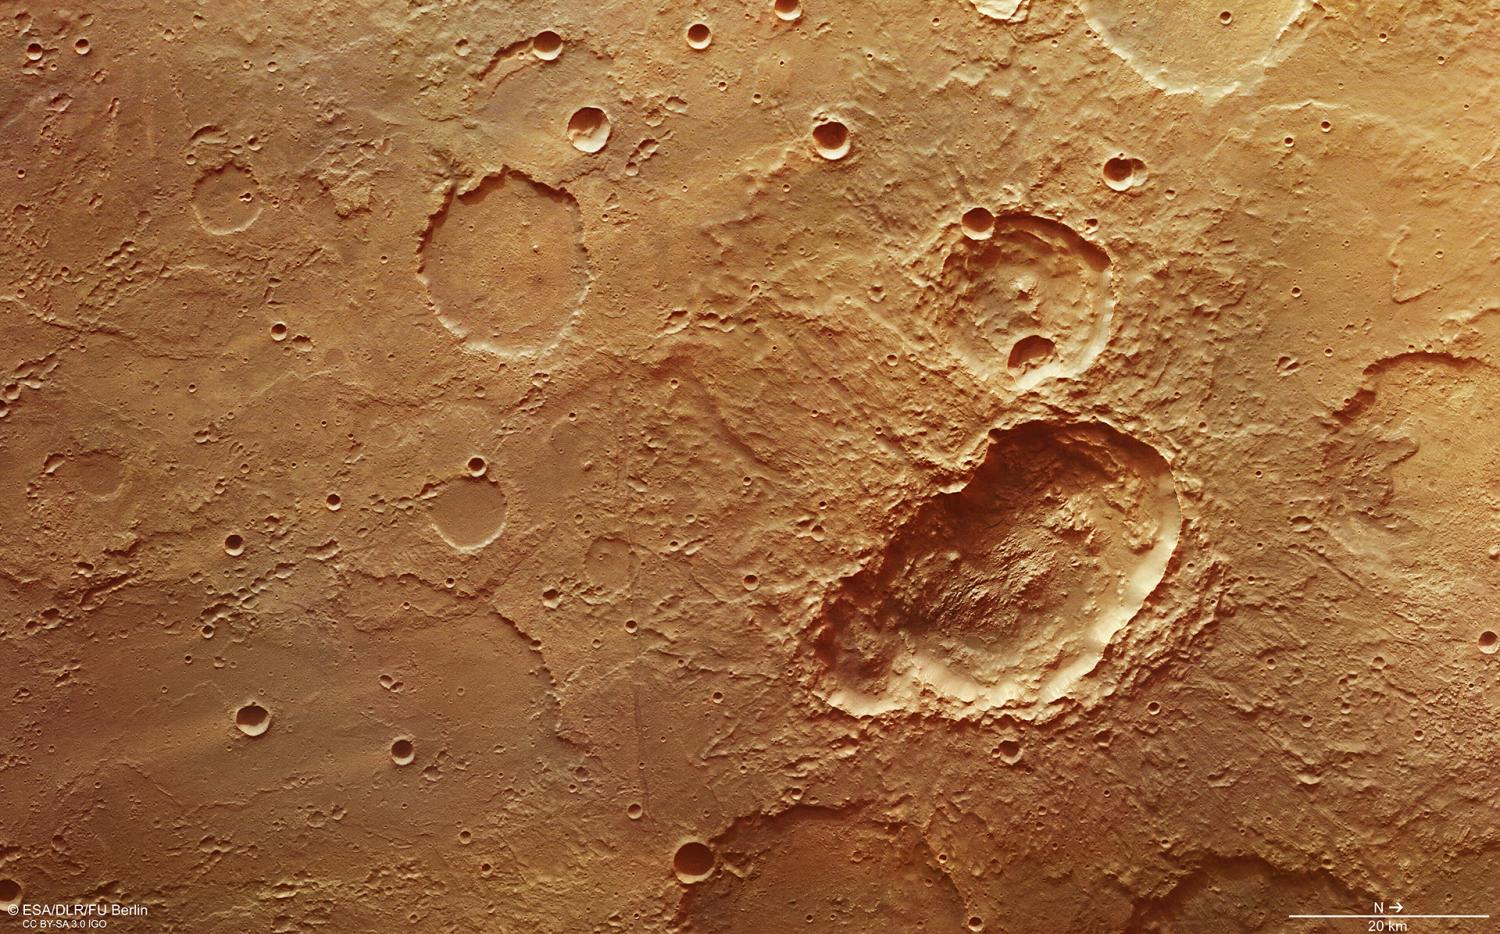 © ESA/DLR/FU Berlin
CC BY-SA 3.0 IGO
N →
20 km